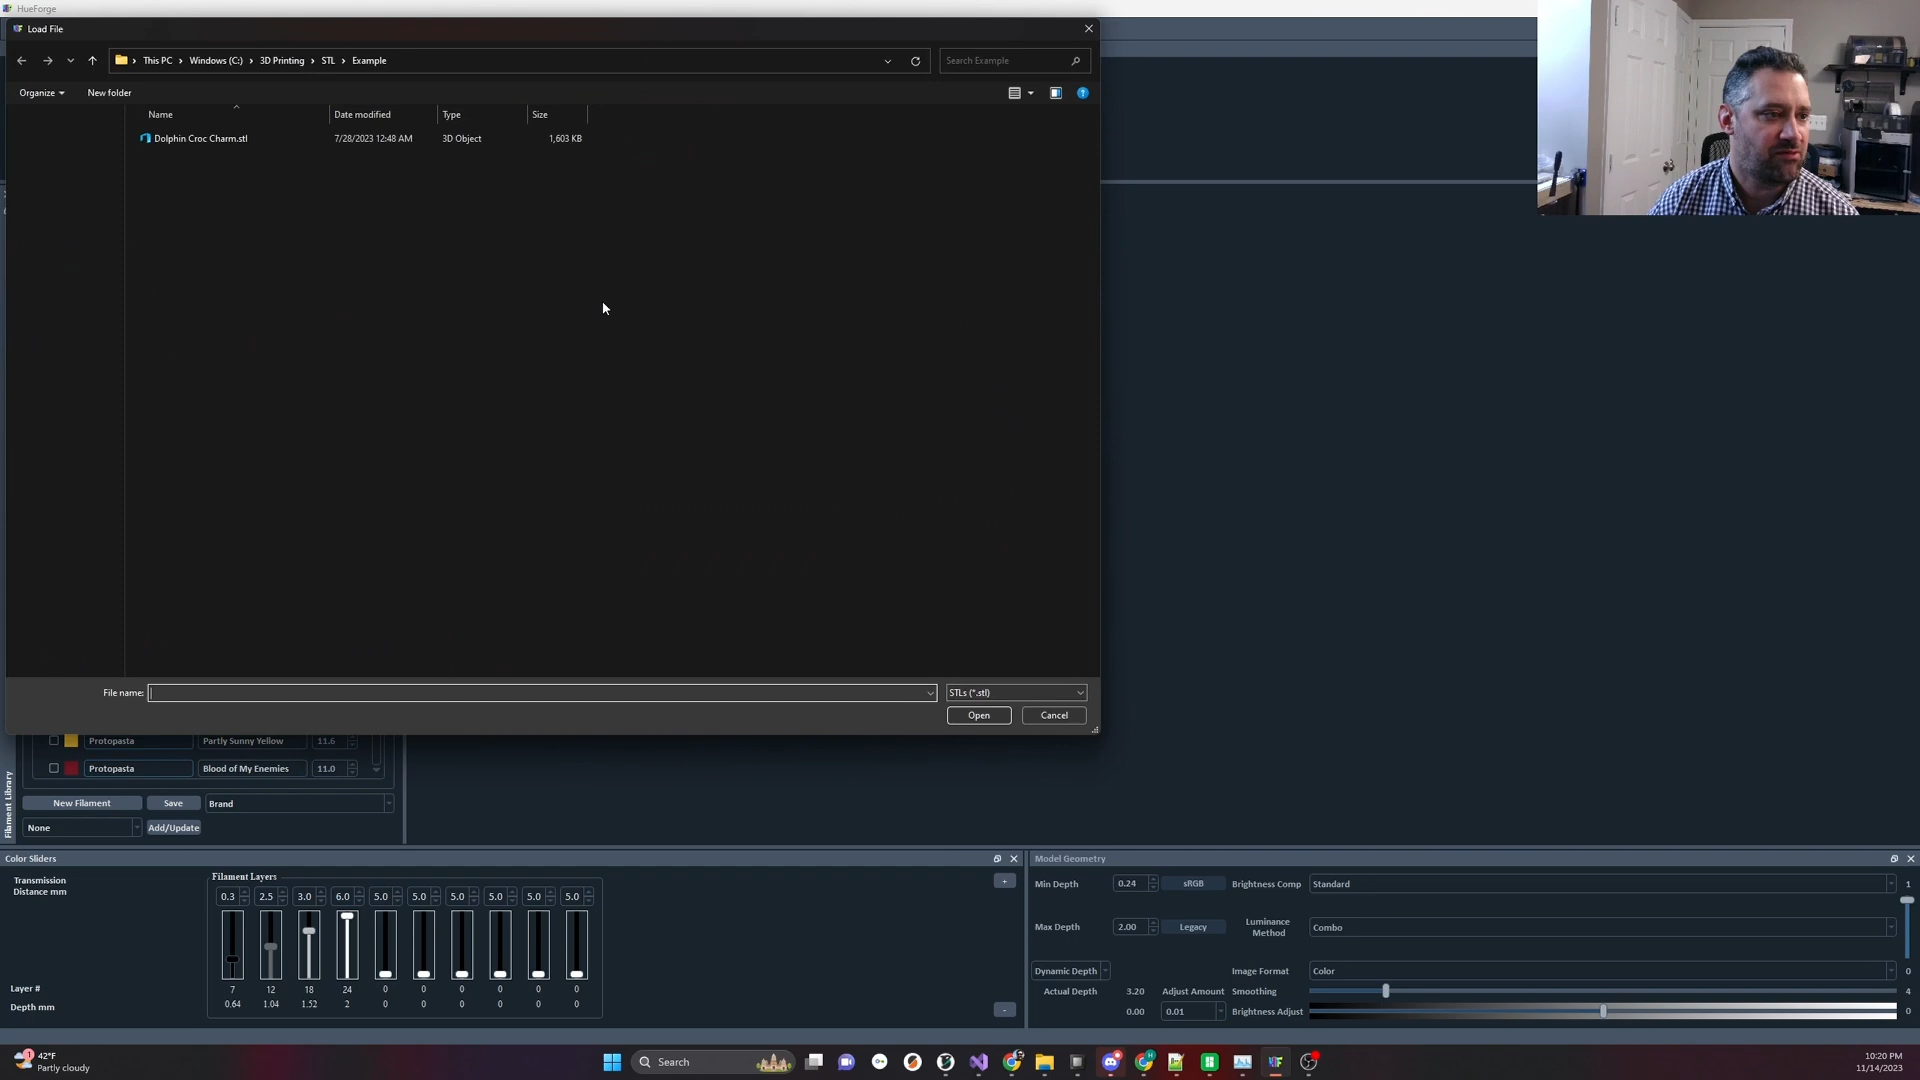 HueForge
Load File
This PC > Windows (C:) > 3D Printing > STL > Example
Search Example
Organize
New folder
Name
Date modified
Type
Size
Dolphin Croc Charm.stl
7/28/2023 12:48 AM
3D Object
1,603 KB
File name:
STLs (*.stl)
Open
Cancel
Protopasta
Partly Sunny Yellow
11.6
Protopasta
Blood of My Enemies
11.0
Filament Library
New Filament
Save
Brand
None
Add/Update
Color Sliders
Transmission
Distance mm
Filament Layers
0.3 2.5 3.0 6.0 5.0 5.0 5.0 5.0 5.0 5.0
+
Layer #
7 12 18 24 0 0 0 0 0 0
Depth mm
0.64 1.04 1.52 2 0 0 0 0 0 0
-
Model Geometry
Min Depth
0.24
sRGB
Brightness Comp
Standard
1
Max Depth
2.00
Legacy
Luminance
Method
Combo
Dynamic Depth
Image Format
Color
0
Actual Depth
3.20
Adjust Amount
Smoothing
4
0.00
0.01
Brightness Adjust
0
1
42°F
Partly cloudy
Search
10:20 PM
11/14/2023